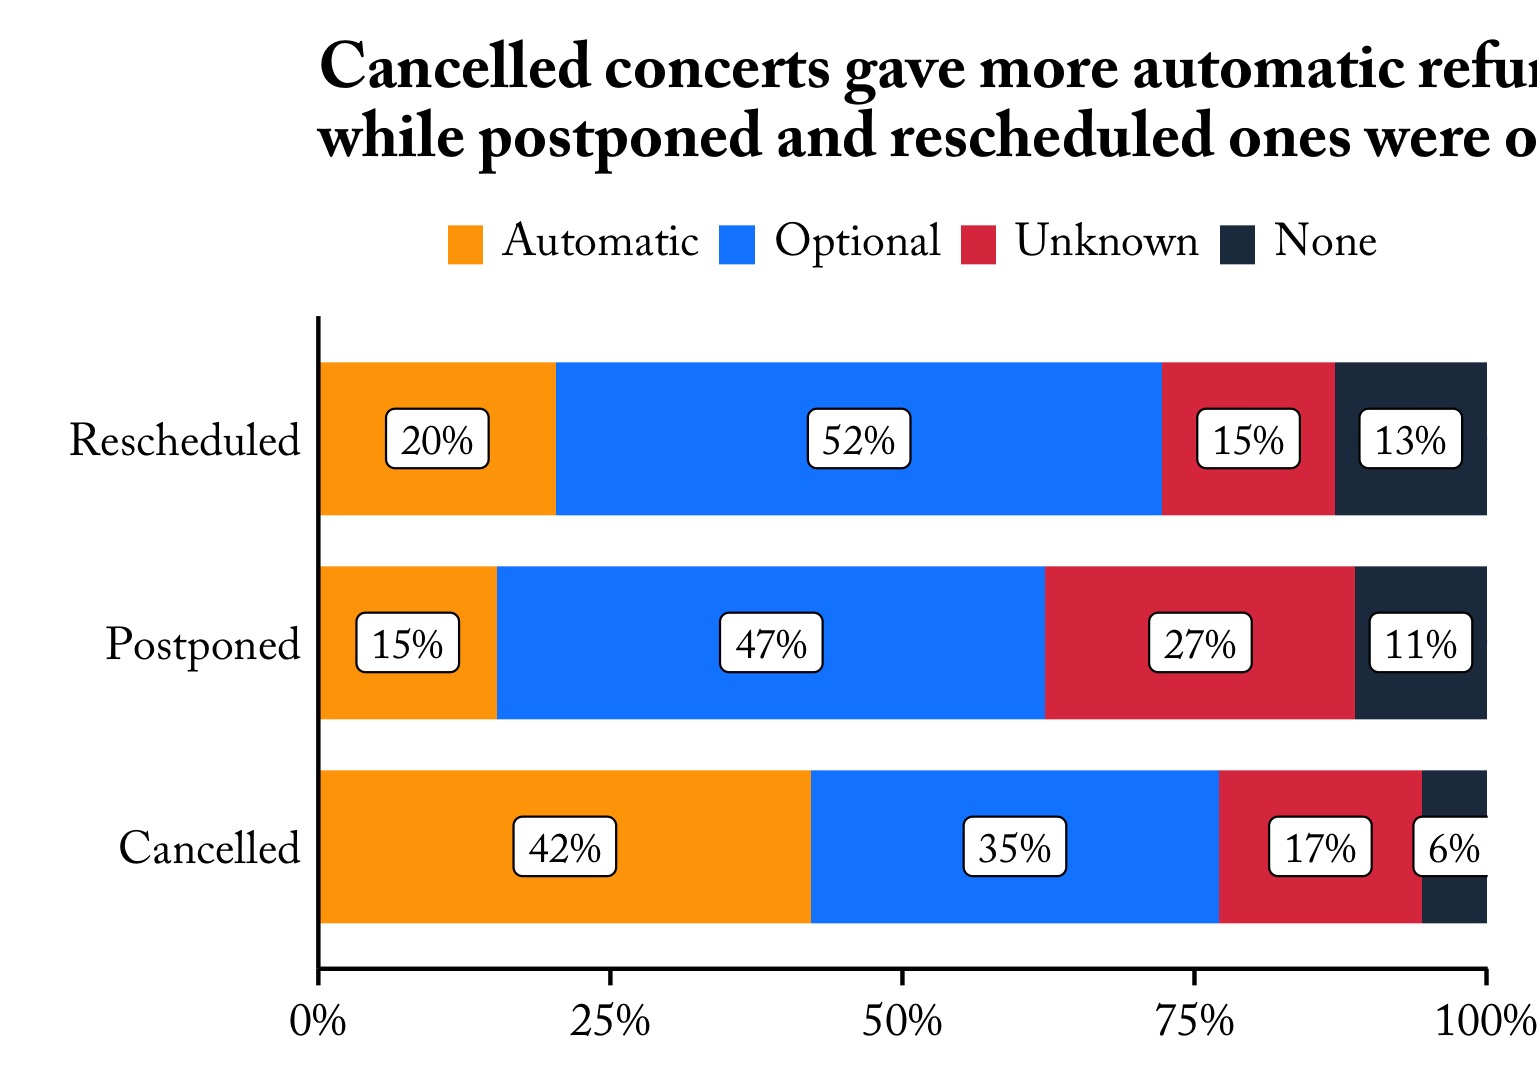 Cancelled concerts gave more automatic
while postponed and rescheduled ones were
Automatic Optional Unknown None
Rescheduled 20% 52% 15% 13%
Postponed 15% 47% 27% 11%
Cancelled 42% 35% 17% 6%
0% 25% 50% 75% 100%